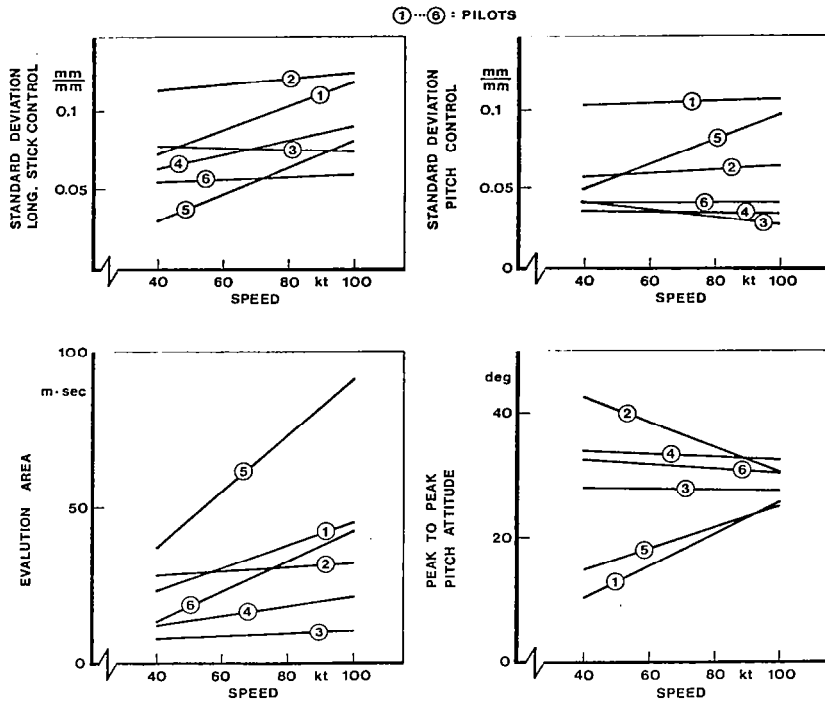 ①···⑥ : PILOTS
STANDARD DEVIATION
LONG. STICK CONTROL
mm
mm
0.1
0.05
②
①
③
④
⑥
⑤
40 60 80 kt 100
SPEED
STANDARD DEVIATION
PITCH CONTROL
mm
mm
0.1
0.05
0
①
⑤
②
⑥
④
③
40 60 80 kt 100
SPEED
EVALUTION AREA
100
m·sec
50
0
⑤
①
②
⑥
④
③
40 60 80 kt 100
SPEED
PEAK TO PEAK
PITCH ATTITUDE
deg
40
20
0
②
④
⑥
③
⑤
①
40 60 80 kt 100
SPEED